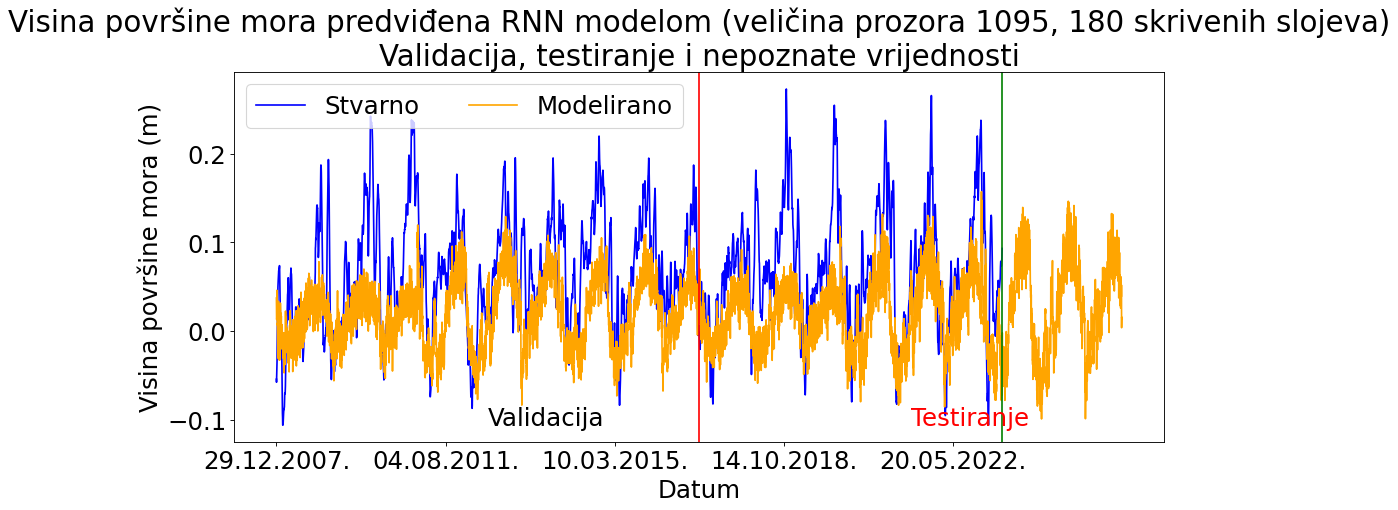 Visina površine mora predviđena RNN modelom (veličina prozora 1095, 180 skrivenih slojeva)
Validacija, testiranje i nepoznate vrijednosti
Stvarno
Modelirano
Visina površine mora (m)
0.2
0.1
0.0
−0.1
Validacija
Testiranje
29.12.2007.
04.08.2011.
10.03.2015.
14.10.2018.
20.05.2022.
Datum